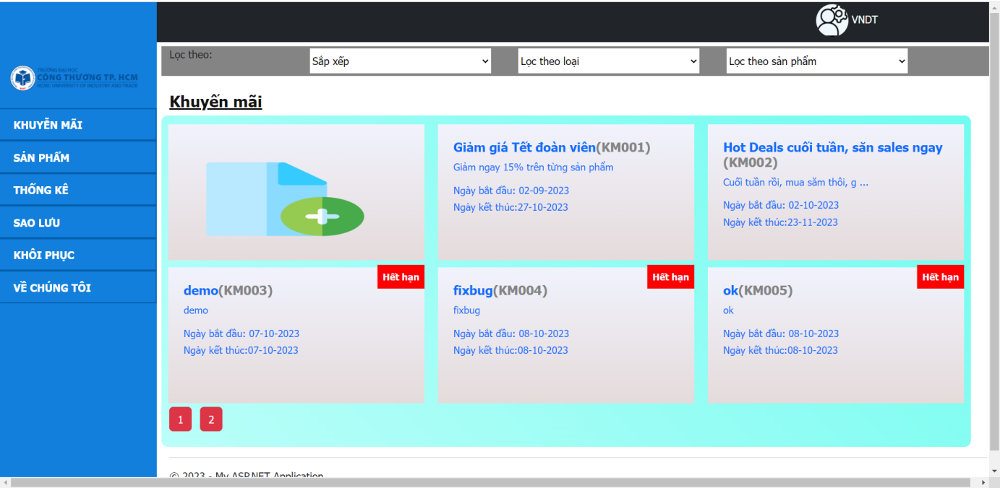 VNDT
TRƯỜNG ĐẠI HỌC
CÔNG THƯƠNG TP. HCM
HCMC UNIVERSITY OF INDUSTRY AND TRADE
KHUYỄN MÃI
SẢN PHẨM
THỐNG KÊ
SAO LƯU
KHÔI PHỤC
VỀ CHÚNG TÔI
Lọc theo:
Sắp xếp
Lọc theo loại
Lọc theo sản phẩm
Khuyến mãi
Giảm giá Tết đoàn viên(KM001)
Giảm ngay 15% trên từng sản phẩm
Ngày bắt đầu: 02-09-2023
Ngày kết thúc:27-10-2023
Hot Deals cuối tuần, săn sales ngay
(KM002)
Cuối tuần rồi, mua sắm thôi, g ...
Ngày bắt đầu: 02-10-2023
Ngày kết thúc:23-11-2023
Hết hạn
demo(KM003)
demo
Ngày bắt đầu: 07-10-2023
Ngày kết thúc:07-10-2023
Hết hạn
fixbug(KM004)
fixbug
Ngày bắt đầu: 08-10-2023
Ngày kết thúc:08-10-2023
Hết hạn
ok(KM005)
ok
Ngày bắt đầu: 08-10-2023
Ngày kết thúc:08-10-2023
1 2
© 2023 - My ASP.NET Application